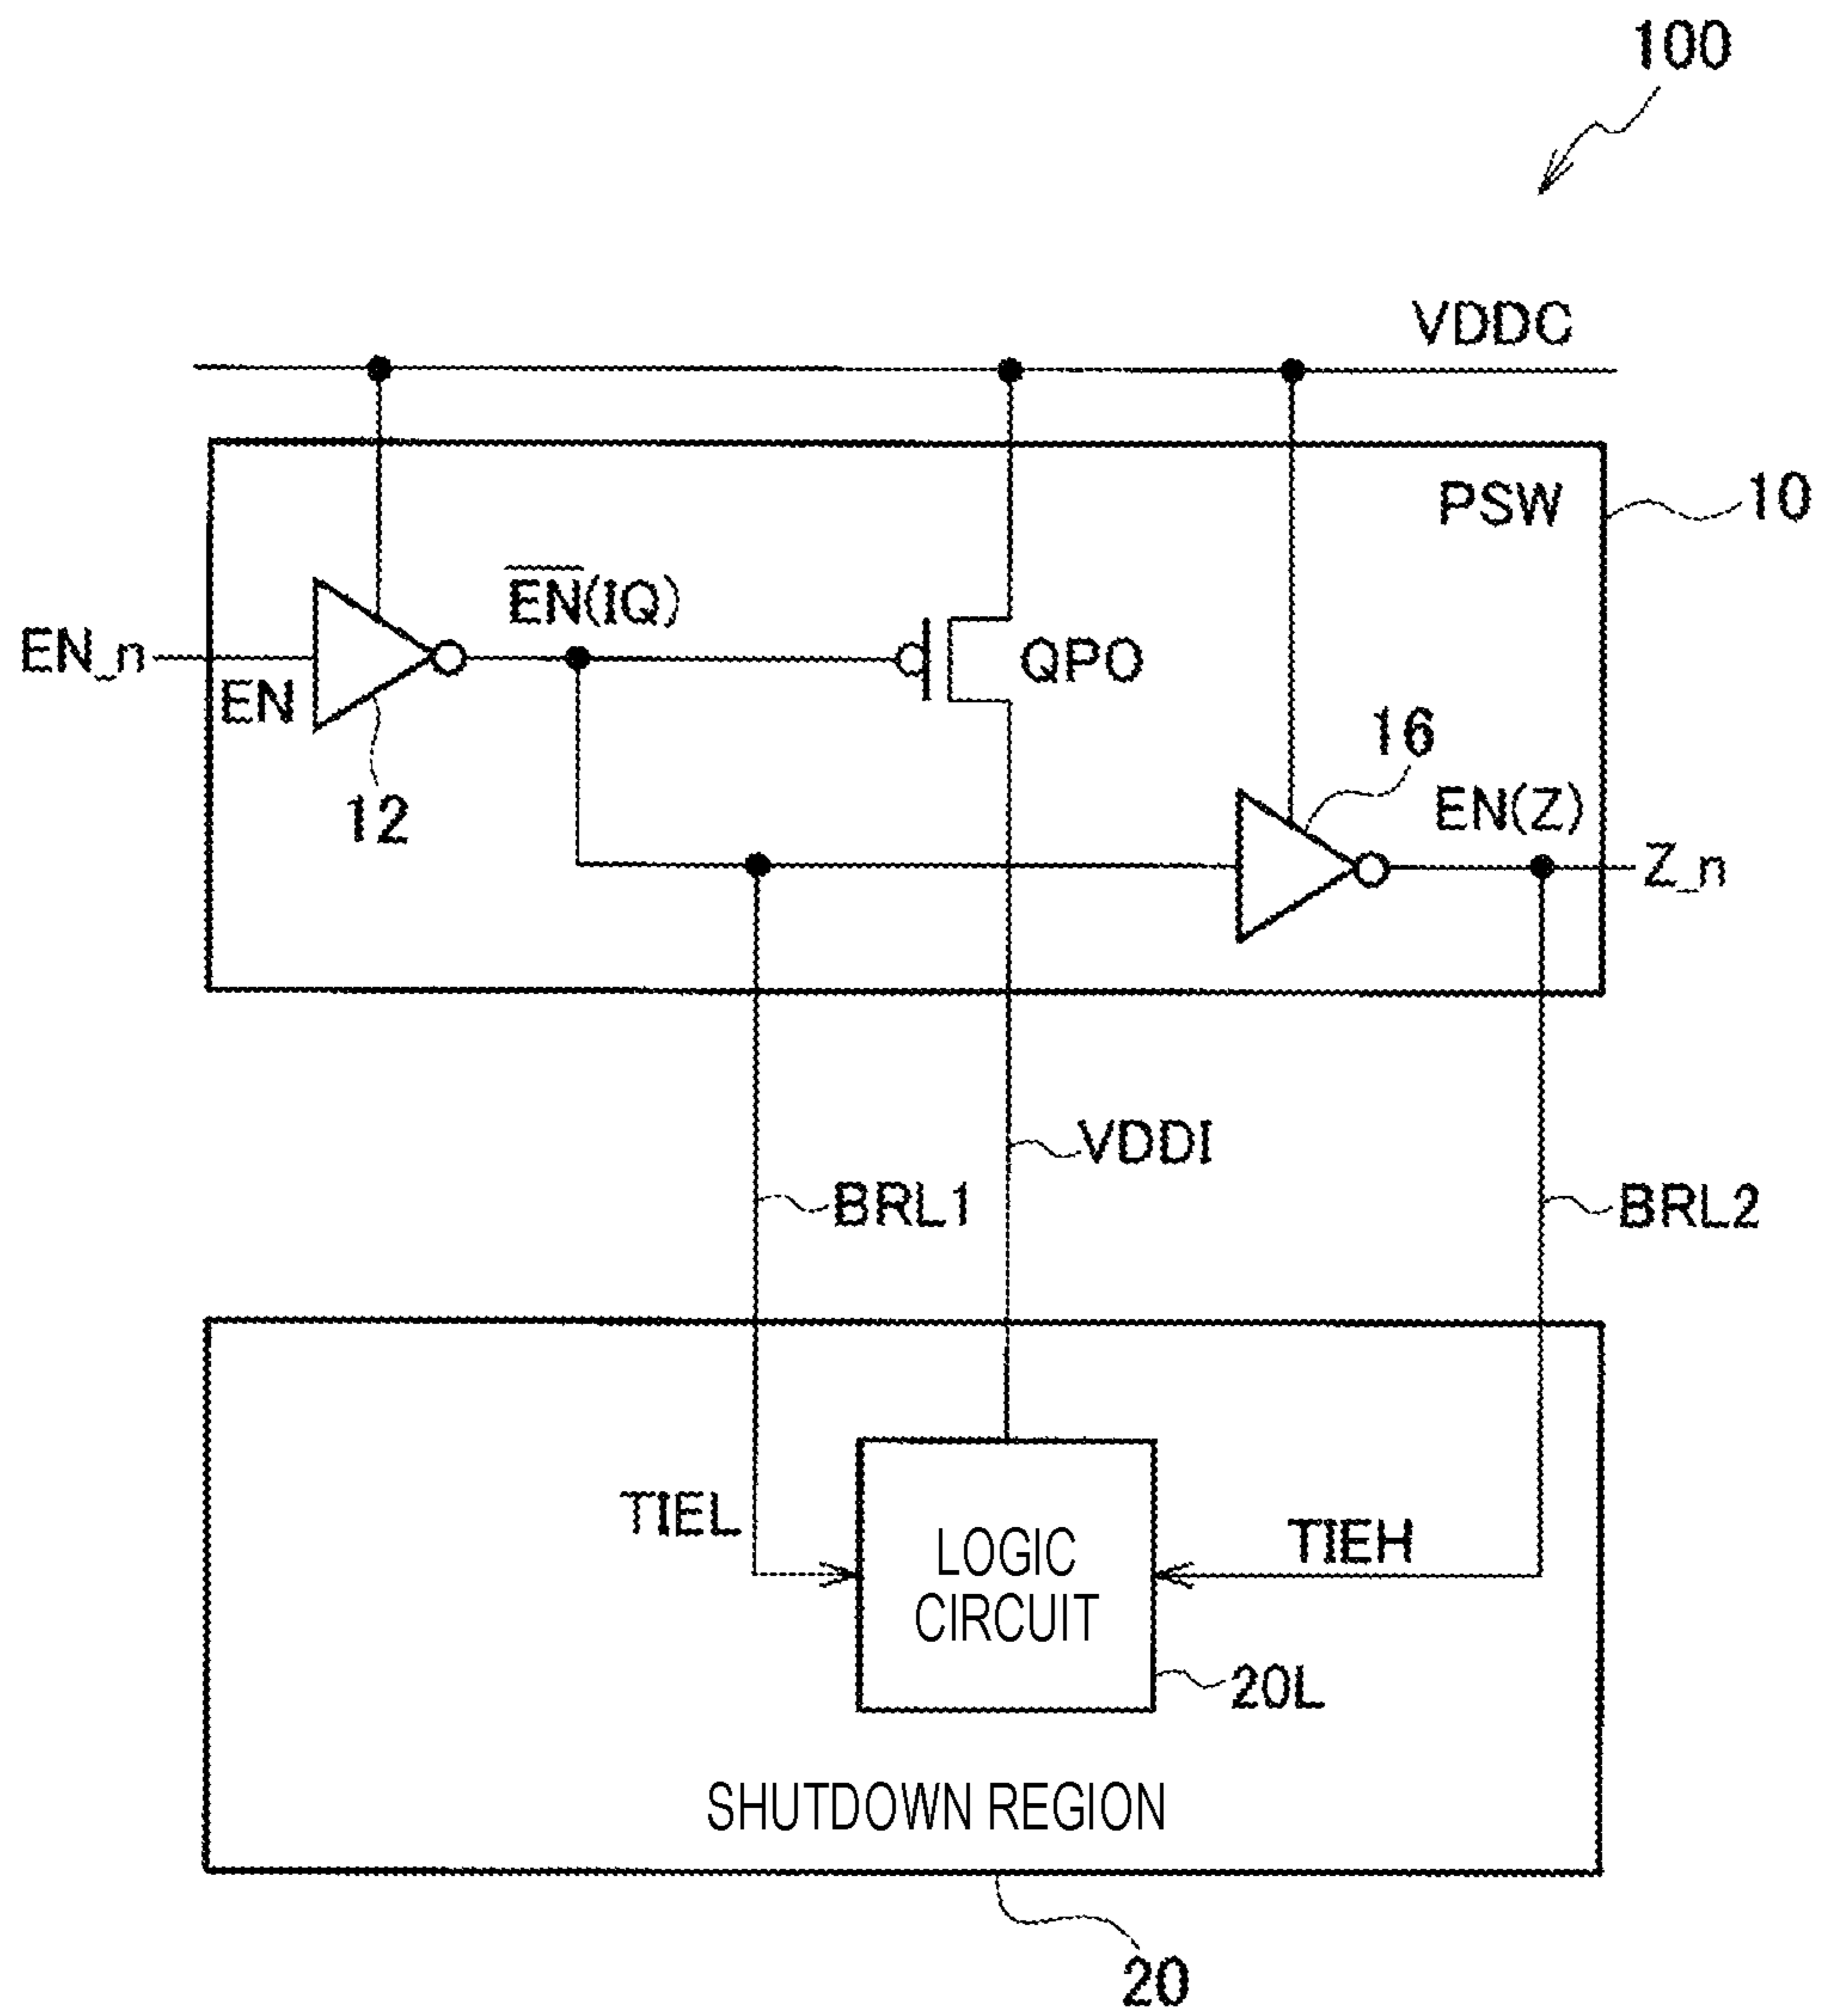 100
VDDC
PSW
10
E̅N̅(IQ)
EN_n
EN
QPO
12
16
EN(Z)
Z_n
VDDI
BRL1
BRL2
TIEL
TIEH
LOGIC
CIRCUIT
20L
SHUTDOWN REGION
20